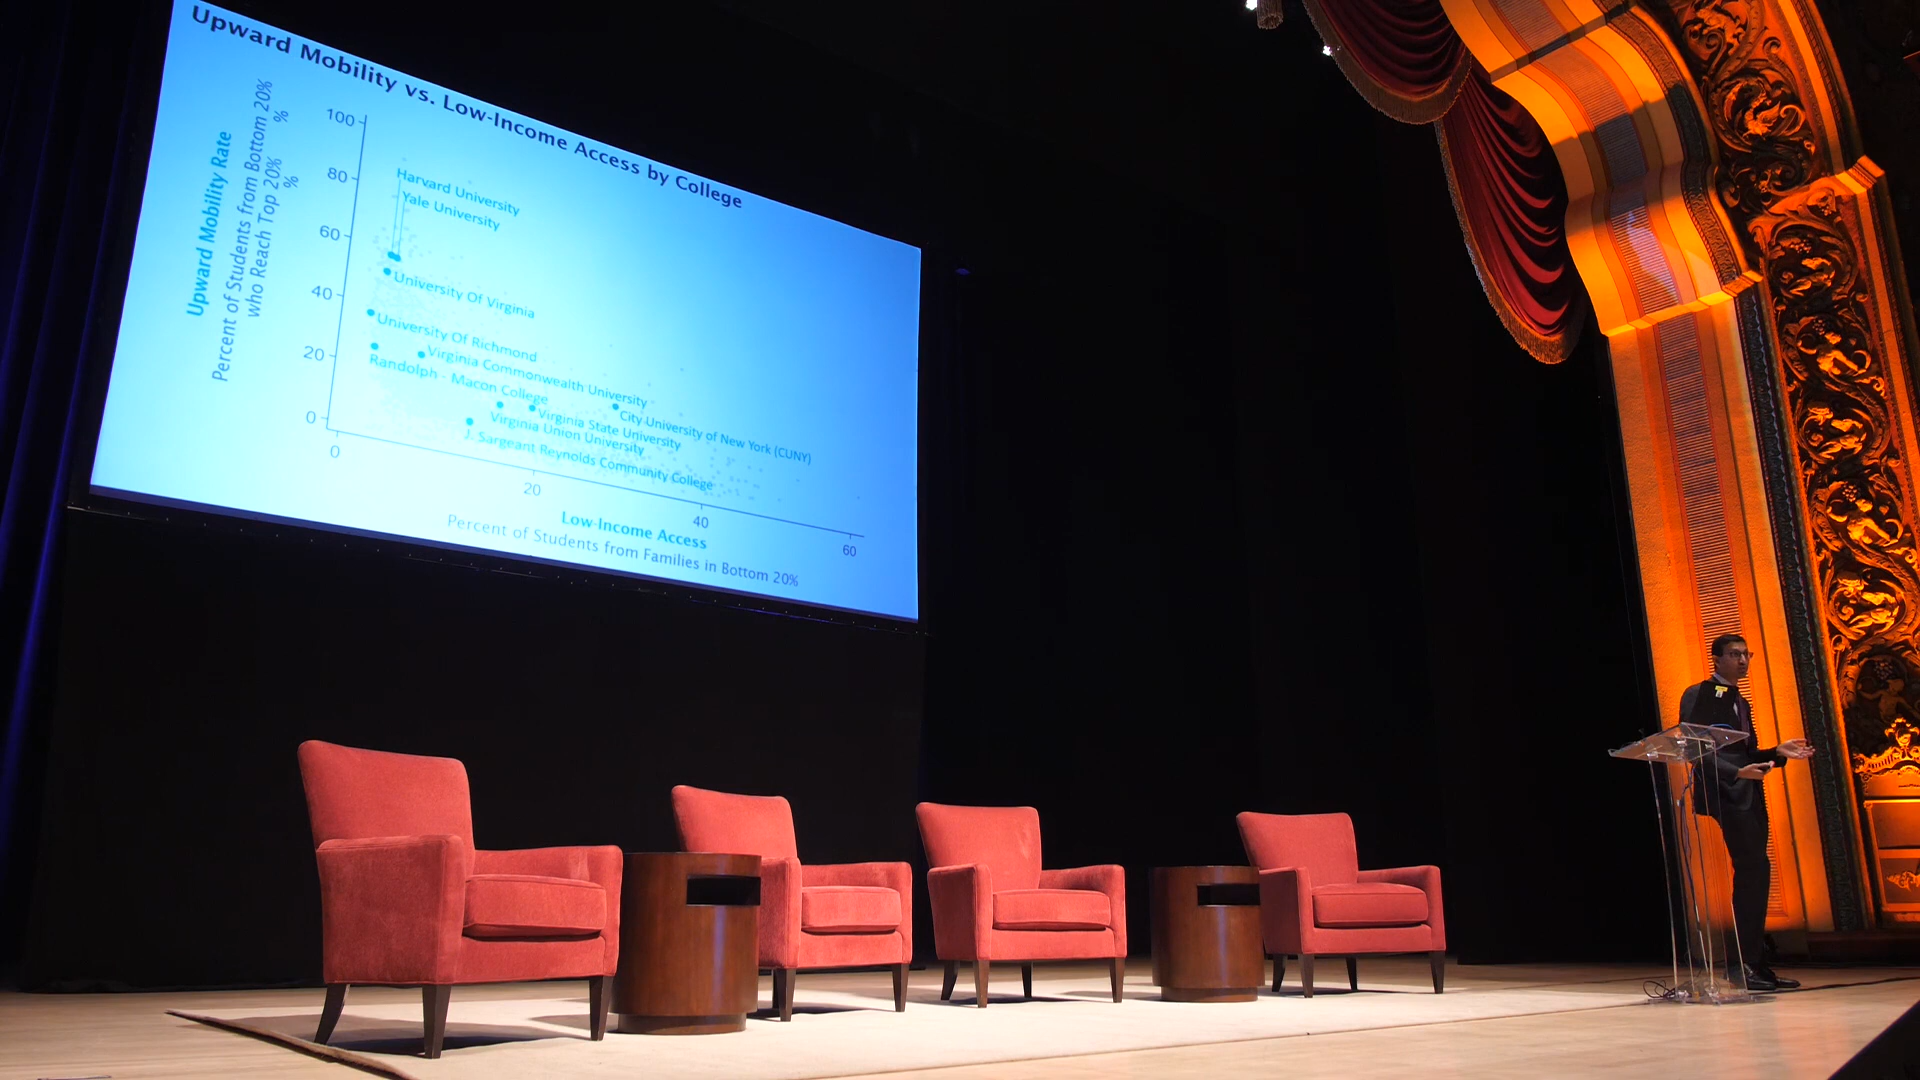 Upward Mobility vs. Low-Income Access by College
Upward Mobility Rate
Percent of Students from Bottom 20%
who Reach Top 20%
%
%
100
80
60
40
20
0
Harvard University
Yale University
University Of Virginia
University Of Richmond
Virginia Commonwealth University
Randolph - Macon College
City University of New York (CUNY)
Virginia State University
Virginia Union University
J. Sargeant Reynolds Community College
0
20
40
60
Low-Income Access
Percent of Students from Families in Bottom 20%